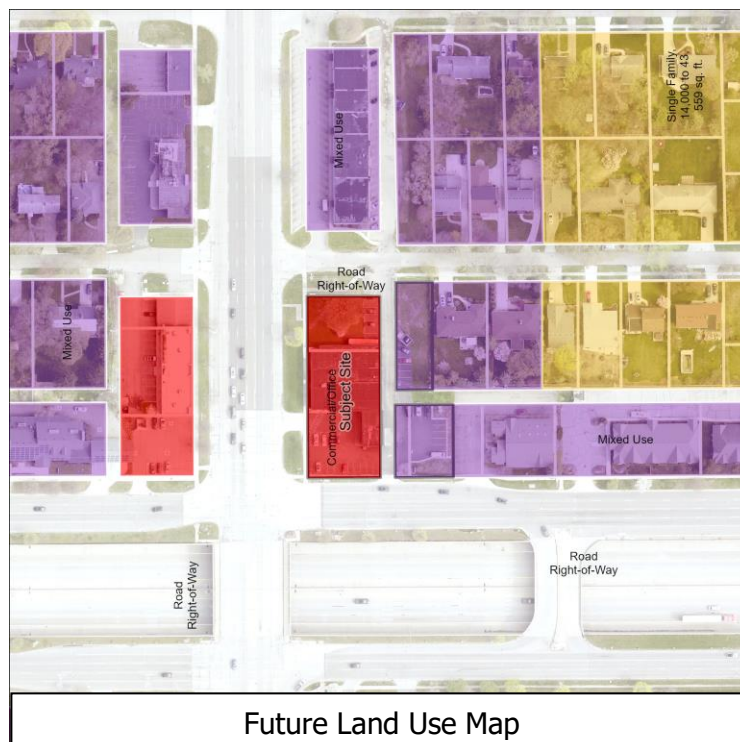 Single Family,
14,000 to 43,
559 sq. ft.
Mixed Use
Road
Right-of-Way
Mixed Use
Commercial/Office
Subject Site
Mixed Use
Road
Right-of-Way
Road
Right-of-Way
Future Land Use Map